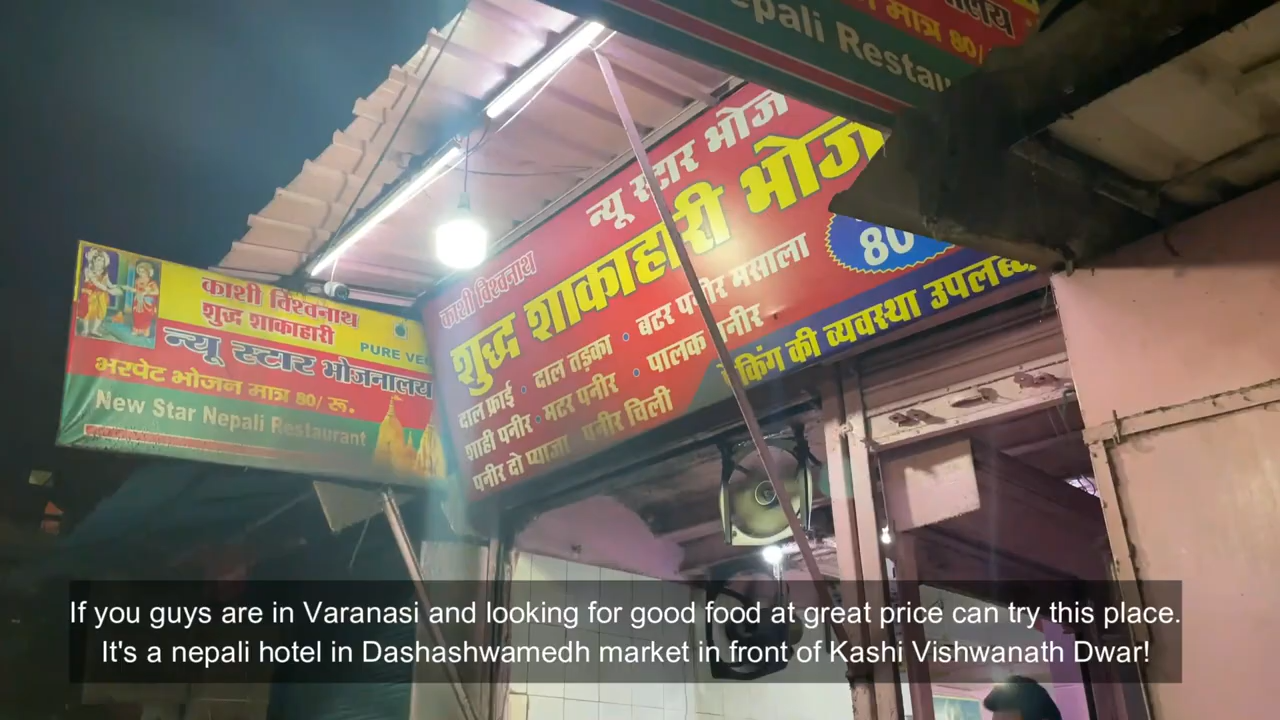 पali Restau
मात्र 80/
काशी विश्वनाथ
शुद्ध शाकाहारी
PURE VE
न्यू स्टार भोजनालय
भरपेट भोजन मात्र 80/ रू.
New Star Nepali Restaurant
काशी विश्वनाथ
न्यू स्टार भोज
शुद्ध शाकाहारी भोज
80
दाल फ्राई • दाल तड़का • बटर पनीर मसाला
शाही पनीर • मटर पनीर • पालक पनीर
पनीर दो प्याजा पनीर चिली
किंग की व्यवस्था उपलब्ध
If you guys are in Varanasi and looking for good food at great price can try this place.
It's a nepali hotel in Dashashwamedh market in front of Kashi Vishwanath Dwar!